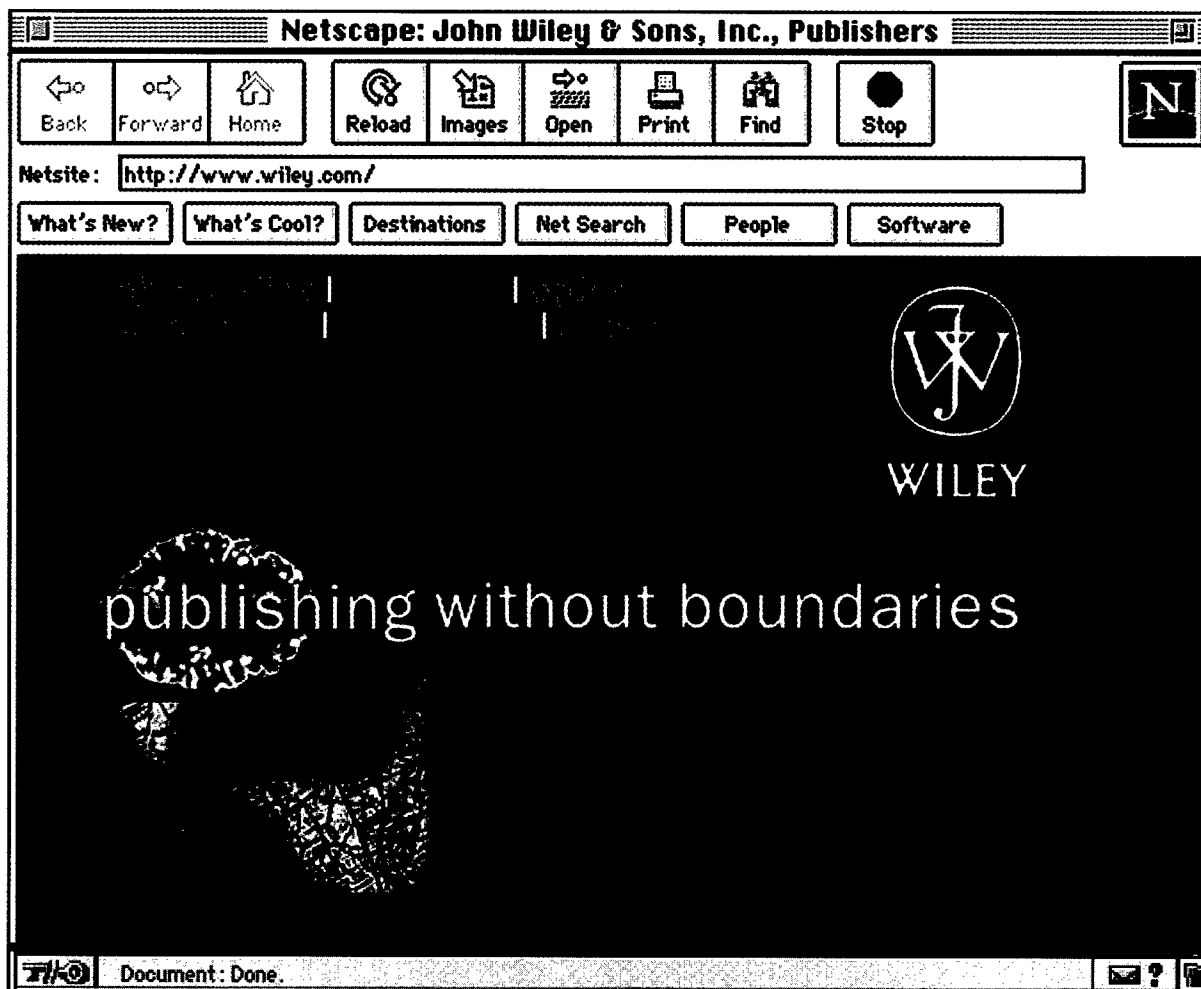 Netscape: John Wiley & Sons, Inc., Publishers
Back Forward Home Reload Images Open Print Find Stop N
Netsite: http://www.wiley.com/
What's New? What's Cool? Destinations Net Search People Software
JW
WILEY
publishing without boundaries
Document: Done. ?